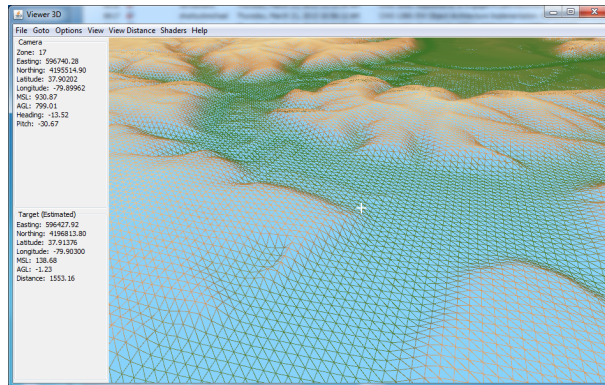 Viewer 3D
File Goto Options View View Distance Shaders Help
Camera
Zone: 17
Easting: 596740.28
Northing: 4195514.90
Latitude: 37.90202
Longitude: -79.89962
MSL: 930.87
AGL: 799.01
Heading: -13.52
Pitch: -30.67
Target (Estimated)
Easting: 596427.92
Northing: 4196813.80
Latitude: 37.91376
Longitude: -79.90300
MSL: 138.68
AGL: -1.23
Distance: 1553.16